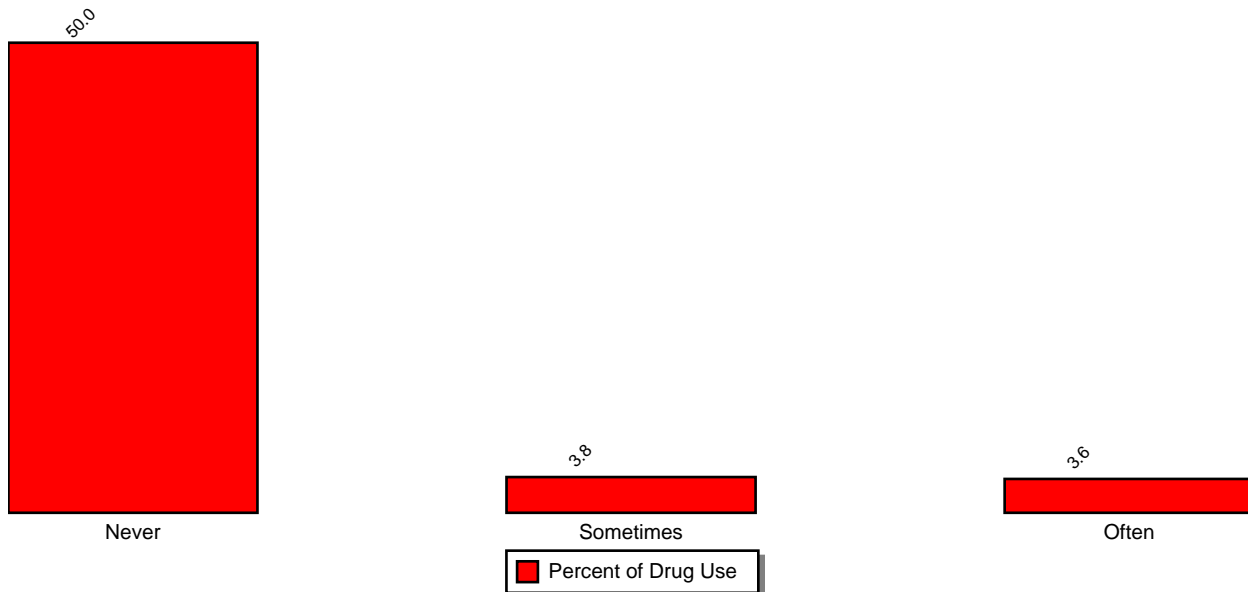 50.0
3.8
3.6
Never
Sometimes
Often
Percent of Drug Use